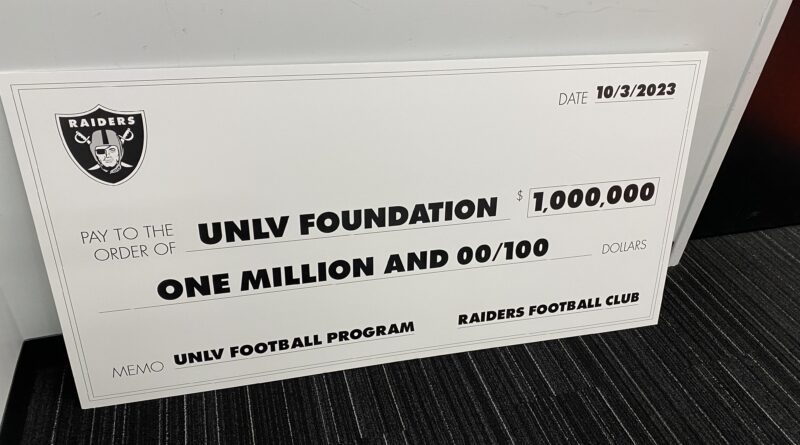 RAIDERS
DATE 10/3/2023
PAY TO THE
ORDER OF UNLV FOUNDATION $ 1,000,000
ONE MILLION AND 00/100 DOLLARS
MEMO UNLV FOOTBALL PROGRAM RAIDERS FOOTBALL CLUB